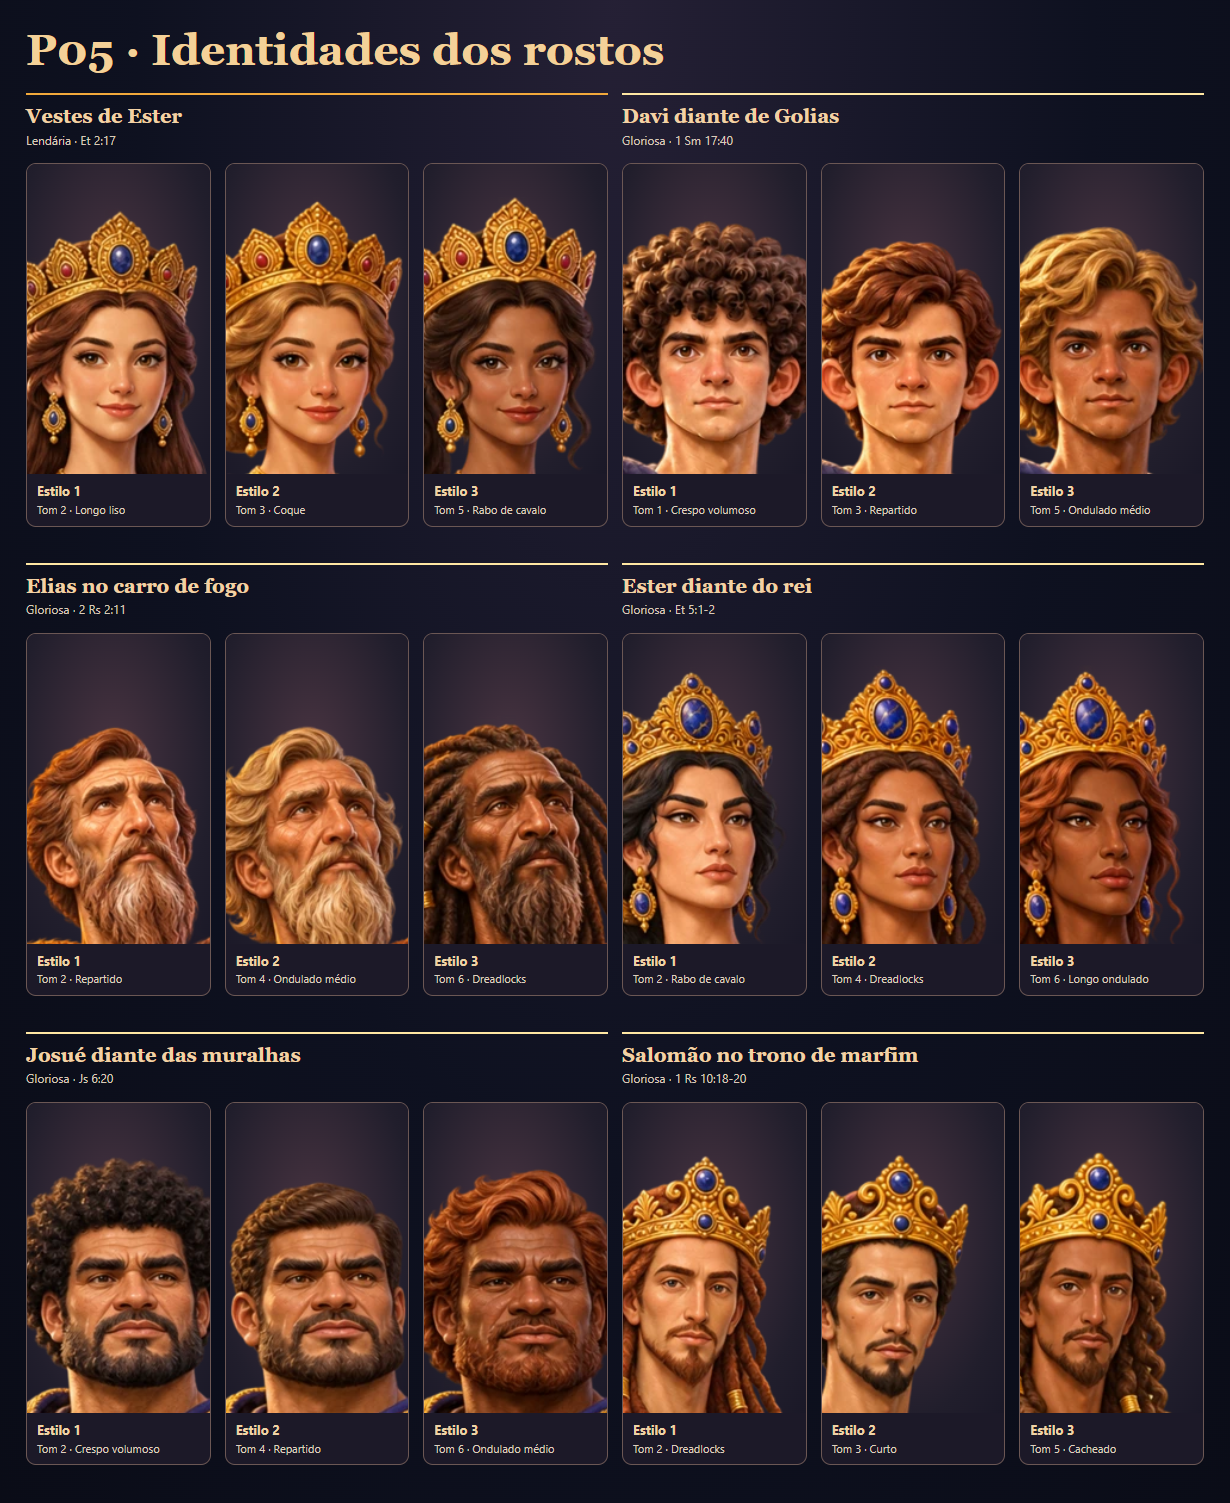 P05 · Identidades dos rostos
Vestes de Ester
Lendária · Et 2:17
Estilo 1
Tom 2 · Longo liso
Estilo 2
Tom 3 · Coque
Estilo 3
Tom 5 · Rabo de cavalo
Davi diante de Golias
Gloriosa · 1 Sm 17:40
Estilo 1
Tom 1 · Crespo volumoso
Estilo 2
Tom 3 · Repartido
Estilo 3
Tom 5 · Ondulado médio
Elias no carro de fogo
Gloriosa · 2 Rs 2:11
Estilo 1
Tom 2 · Repartido
Estilo 2
Tom 4 · Ondulado médio
Estilo 3
Tom 6 · Dreadlocks
Ester diante do rei
Gloriosa · Et 5:1-2
Estilo 1
Tom 2 · Rabo de cavalo
Estilo 2
Tom 4 · Dreadlocks
Estilo 3
Tom 6 · Longo ondulado
Josué diante das muralhas
Gloriosa · Js 6:20
Estilo 1
Tom 2 · Crespo volumoso
Estilo 2
Tom 4 · Repartido
Estilo 3
Tom 6 · Ondulado médio
Salomão no trono de marfim
Gloriosa · 1 Rs 10:18-20
Estilo 1
Tom 2 · Dreadlocks
Estilo 2
Tom 3 · Curto
Estilo 3
Tom 5 · Cacheado